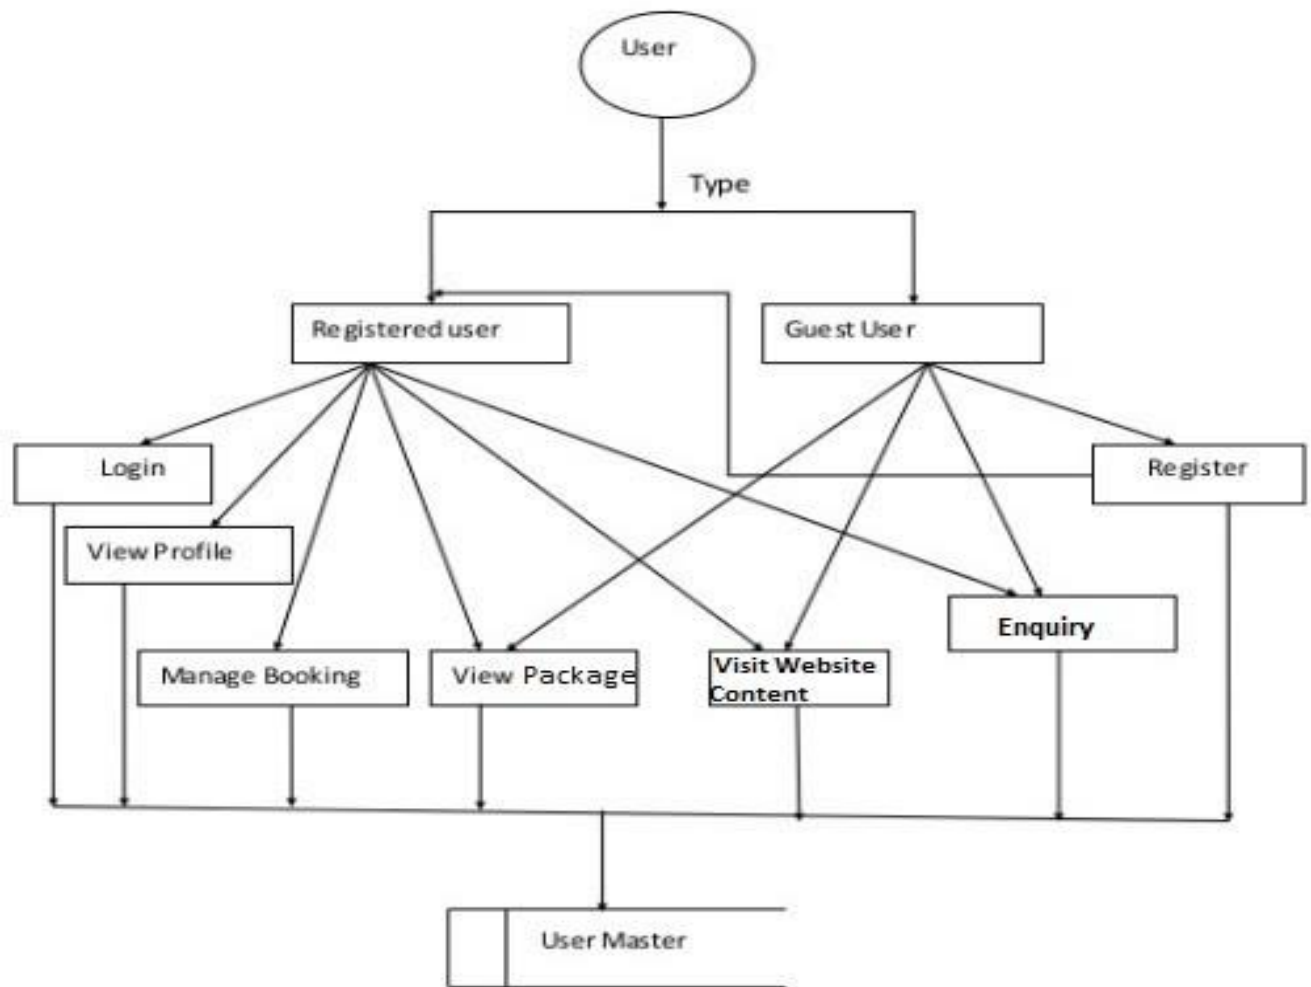 User
Type
Registered user
Guest User
Login
Register
View Profile
Enquiry
Manage Booking
View Package
Visit Website
Content
User Master